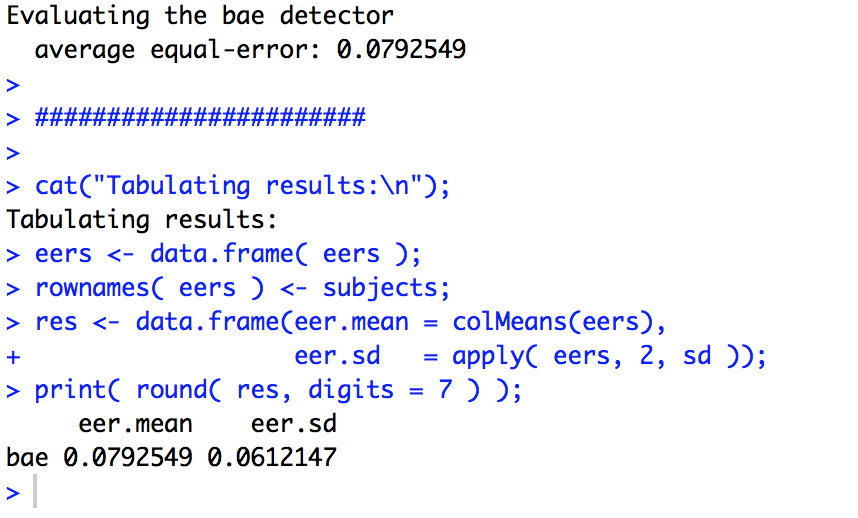 Evaluating the bae detector
  average equal-error: 0.0792549
>
> #######################
>
> cat("Tabulating results:\n");
Tabulating results:
> eers <- data.frame( eers );
> rownames( eers ) <- subjects;
> res <- data.frame(eer.mean = colMeans(eers),
+                   eer.sd   = apply( eers, 2, sd ));
> print( round( res, digits = 7 ) );
     eer.mean    eer.sd
bae 0.0792549 0.0612147
>